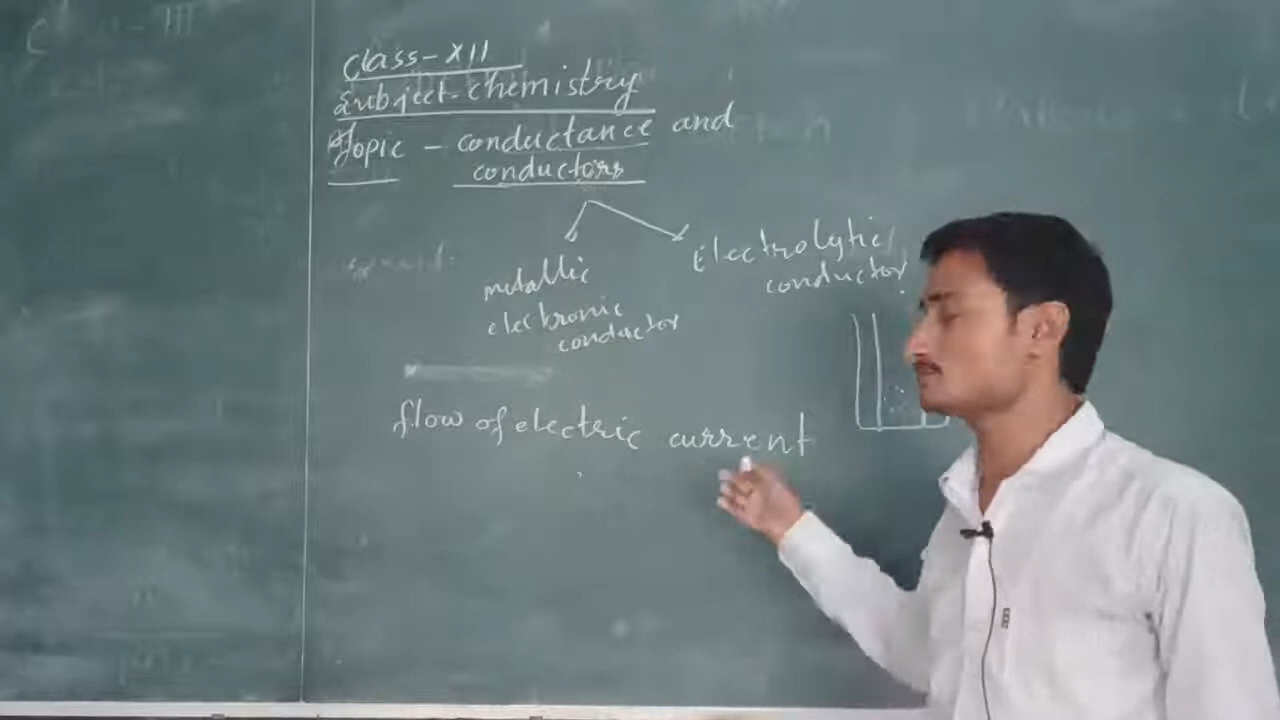 Class-XII
Subject-chemistry
Topic - conductance and
conductors
metallic
electronic
conductor
Electrolytic
conductor
flow of electric current